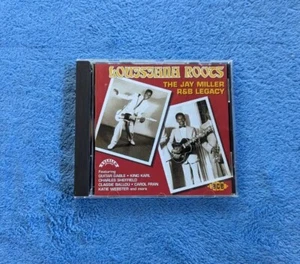 LOUISIANA ROOTS
THE JAY MILLER
R&B LEGACY
Featuring
GUITAR GABLE • KING KARL
CHARLES SHEFFIELD
CLASSIE BALLOU • CAROL FRAN
KATIE WEBSTER and more
ACE